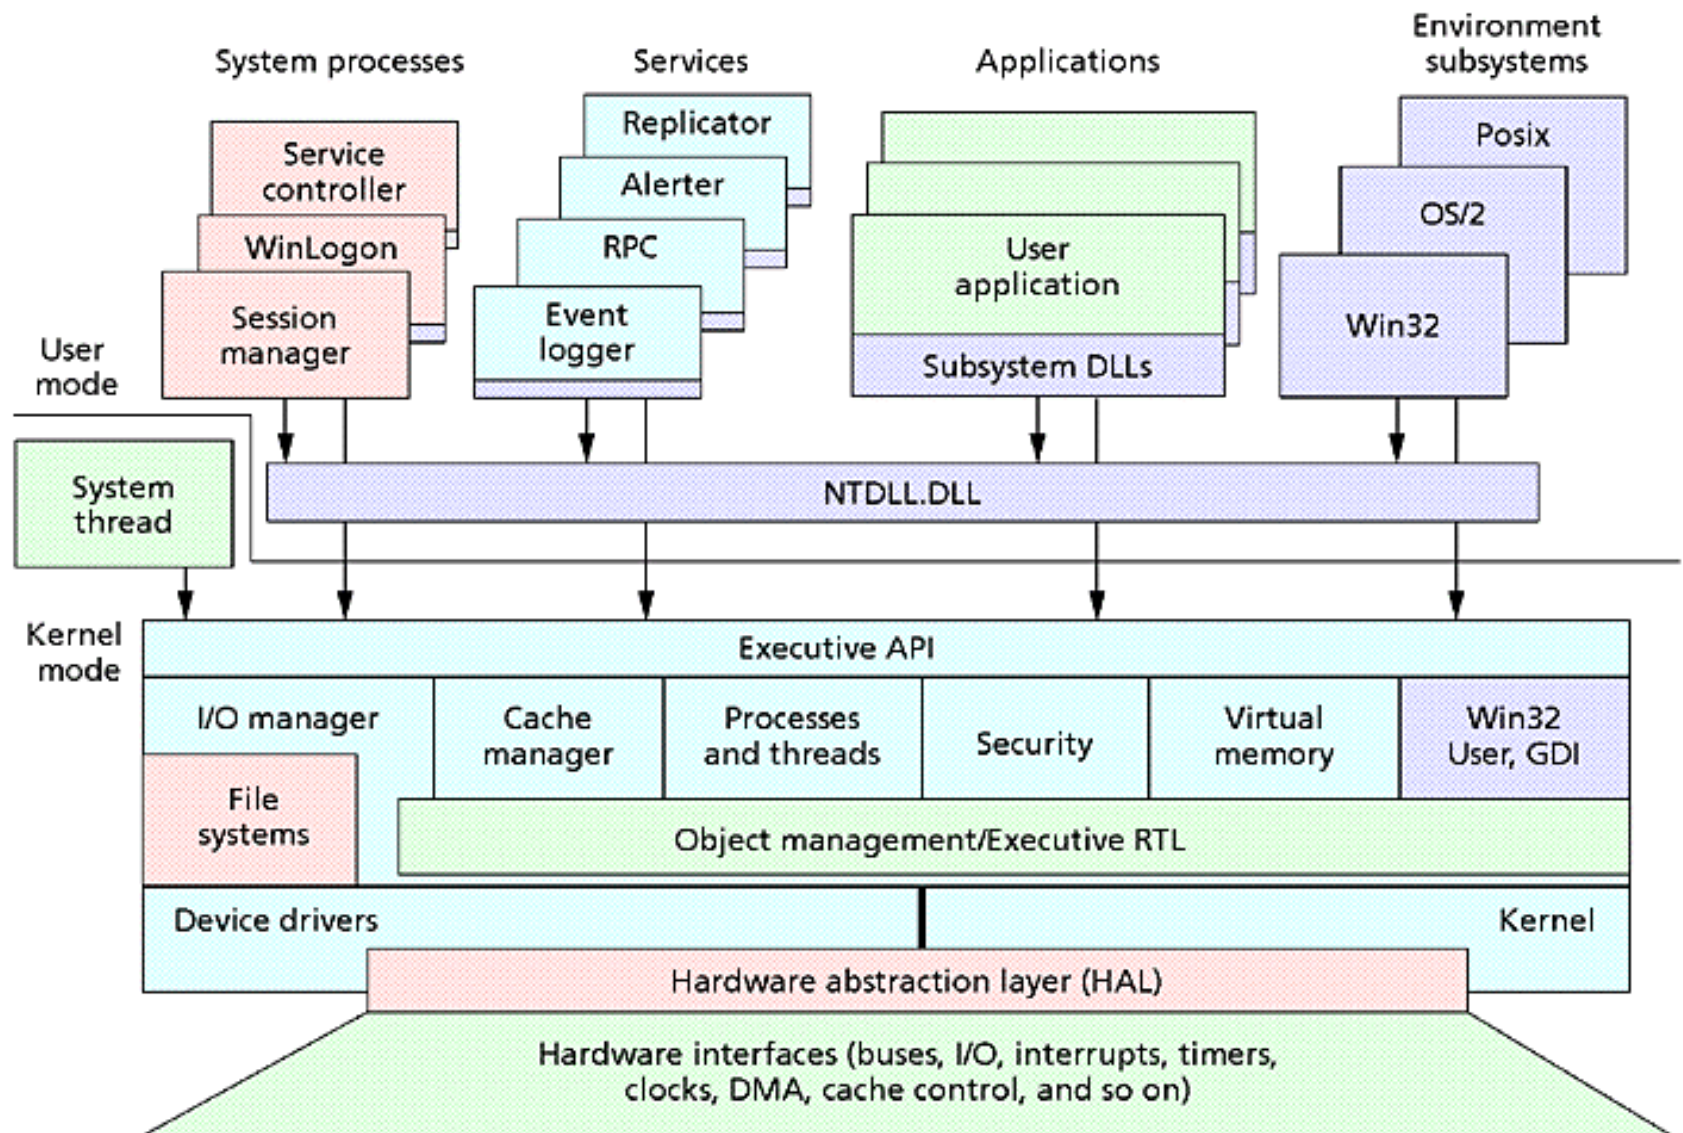 System processes
Services
Applications
Environment
subsystems
Service
controller
WinLogon
Session
manager
Replicator
Alerter
RPC
Event
logger
User
application
Subsystem DLLs
Posix
OS/2
Win32
User
mode
System
thread
NTDLL.DLL
Kernel
mode
Executive API
I/O manager
Cache
manager
Processes
and threads
Security
Virtual
memory
Win32
User, GDI
File
systems
Object management/Executive RTL
Device drivers
Kernel
Hardware abstraction layer (HAL)
Hardware interfaces (buses, I/O, interrupts, timers,
clocks, DMA, cache control, and so on)